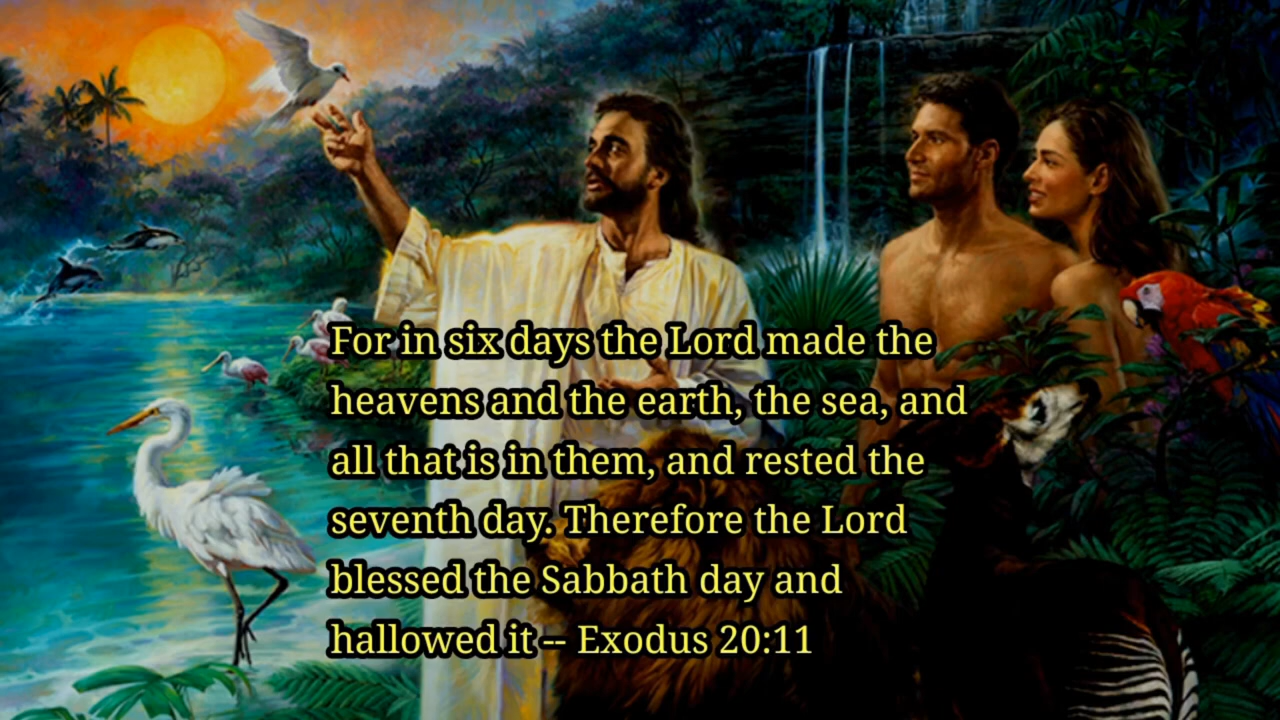 For in six days the Lord made the
heavens and the earth, the sea, and
all that is in them, and rested the
seventh day. Therefore the Lord
blessed the Sabbath day and
hallowed it -- Exodus 20:11